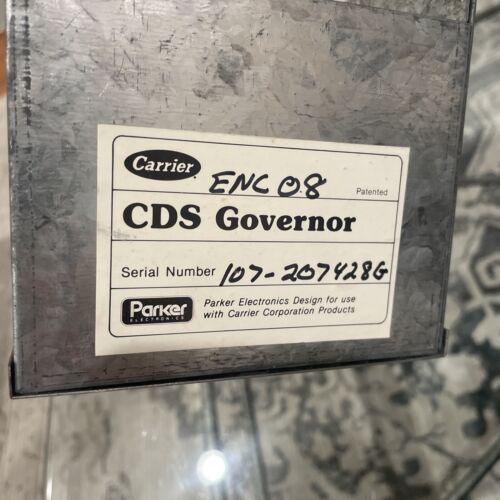 Carrier
ENC 08
Patented
CDS Governor
Serial Number 107-207428G
Parker
ELECTRONICS
Parker Electronics Design for use
with Carrier Corporation Products